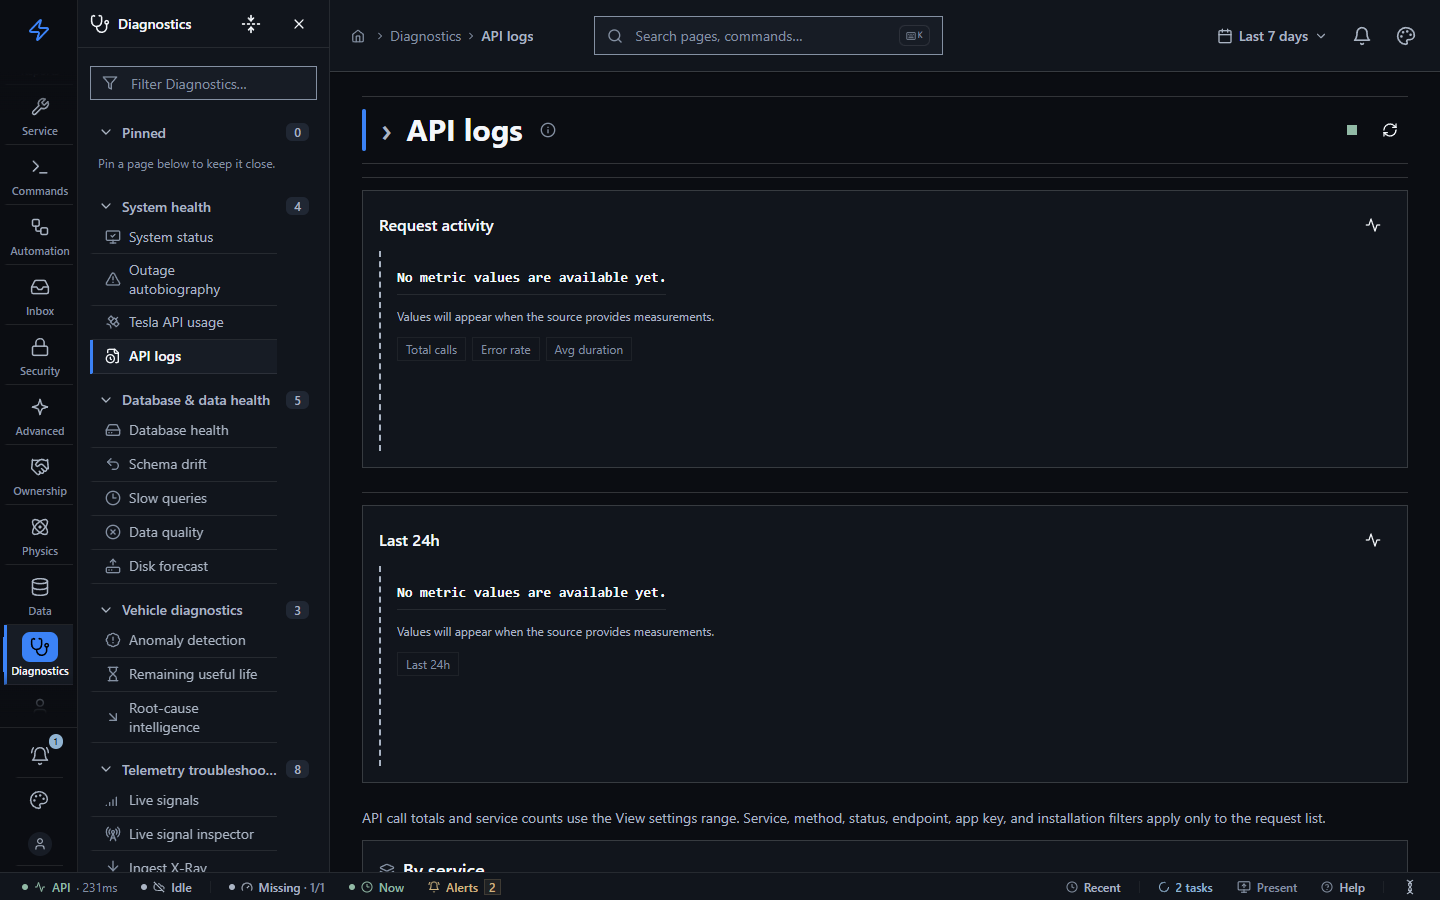 Service
Commands
Automation
Inbox
Security
Advanced
Ownership
Physics
Data
Diagnostics
1
Diagnostics
Filter Diagnostics...
Pinned 0
Pin a page below to keep it close.
System health 4
System status
Outage
autobiography
Tesla API usage
API logs
Database & data health 5
Database health
Schema drift
Slow queries
Data quality
Disk forecast
Vehicle diagnostics 3
Anomaly detection
Remaining useful life
Root-cause
intelligence
Telemetry troubleshoo... 8
Live signals
Live signal inspector
Ingest X-Ray
Diagnostics API logs
Search pages, commands... K
Last 7 days
API logs
Request activity
No metric values are available yet.
Values will appear when the source provides measurements.
Total calls Error rate Avg duration
Last 24h
No metric values are available yet.
Values will appear when the source provides measurements.
Last 24h
API call totals and service counts use the View settings range. Service, method, status, endpoint, app key, and installation filters apply only to the request list.
By service
API · 231ms Idle Missing · 1/1 Now Alerts 2 Recent 2 tasks Present Help